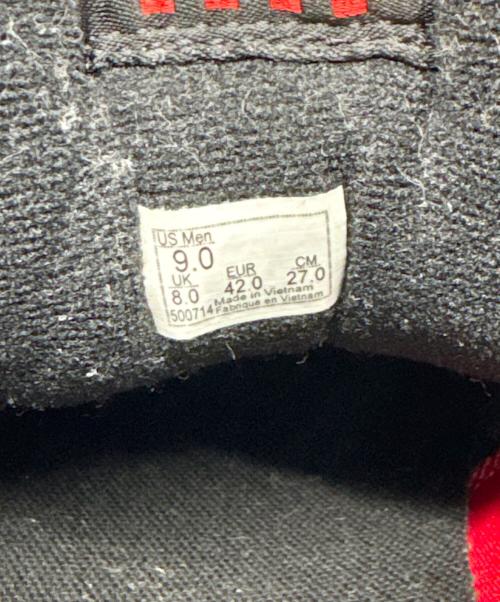 US Men
9.0
UK EUR CM
8.0 42.0 27.0
Made in Vietnam
500714 Fabriqué en Vietnam